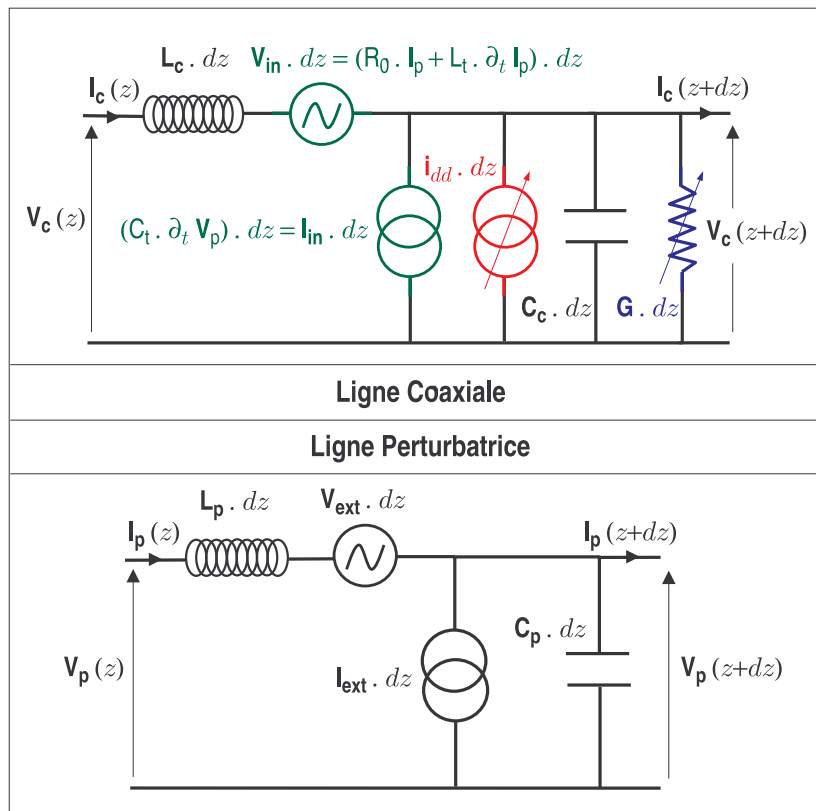 L_c . dz
V_in . dz = (R_0 . I_p + L_t . ∂_t I_p) . dz
I_c (z)
I_c (z+dz)
i_dd . dz
V_c (z)
(C_t . ∂_t V_p) . dz = I_in . dz
V_c (z+dz)
C_c . dz
G . dz
Ligne Coaxiale
Ligne Perturbatrice
L_p . dz
V_ext . dz
I_p (z)
I_p (z+dz)
C_p . dz
V_p (z)
I_ext . dz
V_p (z+dz)